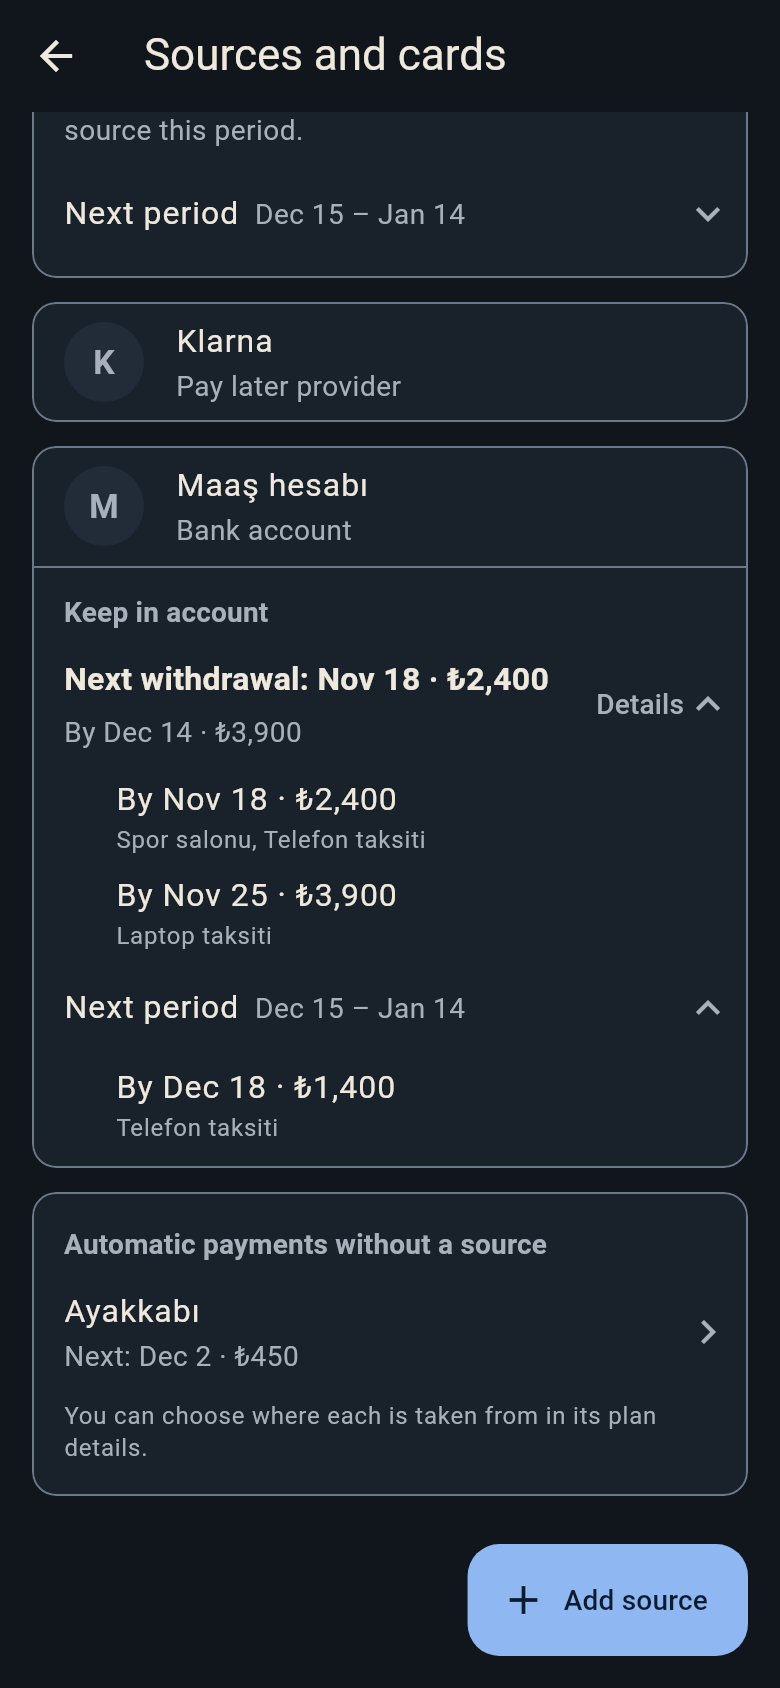 Sources and cards
source this period.
Next period Dec 15 – Jan 14
K
Klarna
Pay later provider
M
Maaş hesabı
Bank account
Keep in account
Next withdrawal: Nov 18 · ₺2,400
Details
By Dec 14 · ₺3,900
By Nov 18 · ₺2,400
Spor salonu, Telefon taksiti
By Nov 25 · ₺3,900
Laptop taksiti
Next period Dec 15 – Jan 14
By Dec 18 · ₺1,400
Telefon taksiti
Automatic payments without a source
Ayakkabı
Next: Dec 2 · ₺450
You can choose where each is taken from in its plan
details.
Add source